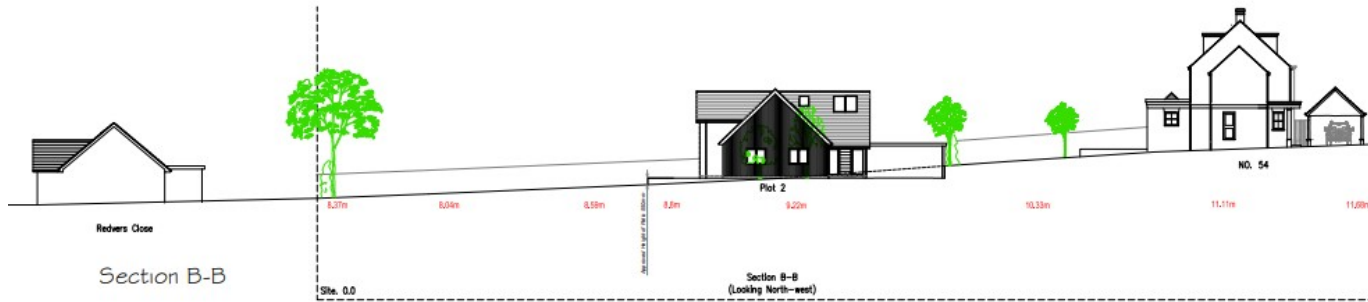 NO. 54
Plot 2
8.37m 8.04m 8.59m 8.8m 9.22m 10.33m 11.11m 11.68m
Redvers Close
Section B-B
Site. 0.0
Section B-B
(Looking North-west)